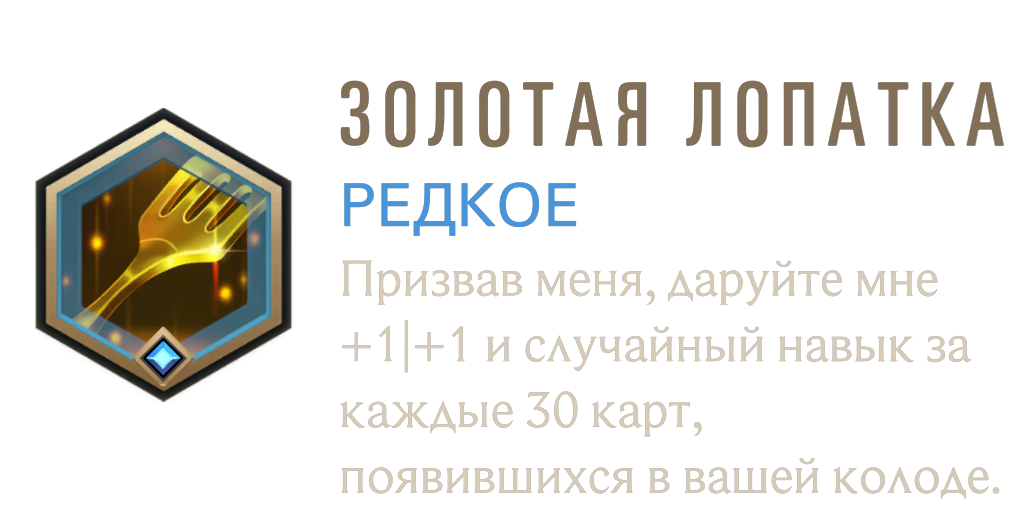 ЗОЛОТАЯ ЛОПАТКА
РЕДКОЕ
Призвав меня, даруйте мне
+1|+1 и случайный навык за
каждые 30 карт,
появившихся в вашей колоде.